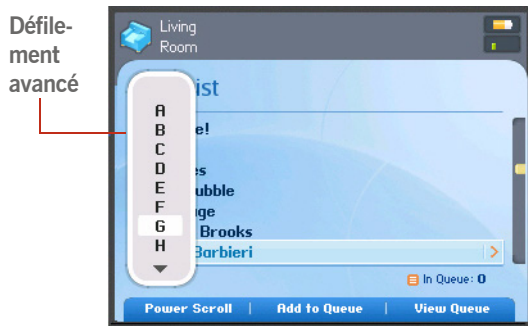 Défile-
ment
avancé
Living
Room
ist
A
B
C
D
E
F
G
H
e!
es
ubble
ge
Brooks
Barbieri
In Queue: 0
Power Scroll | Add to Queue | View Queue